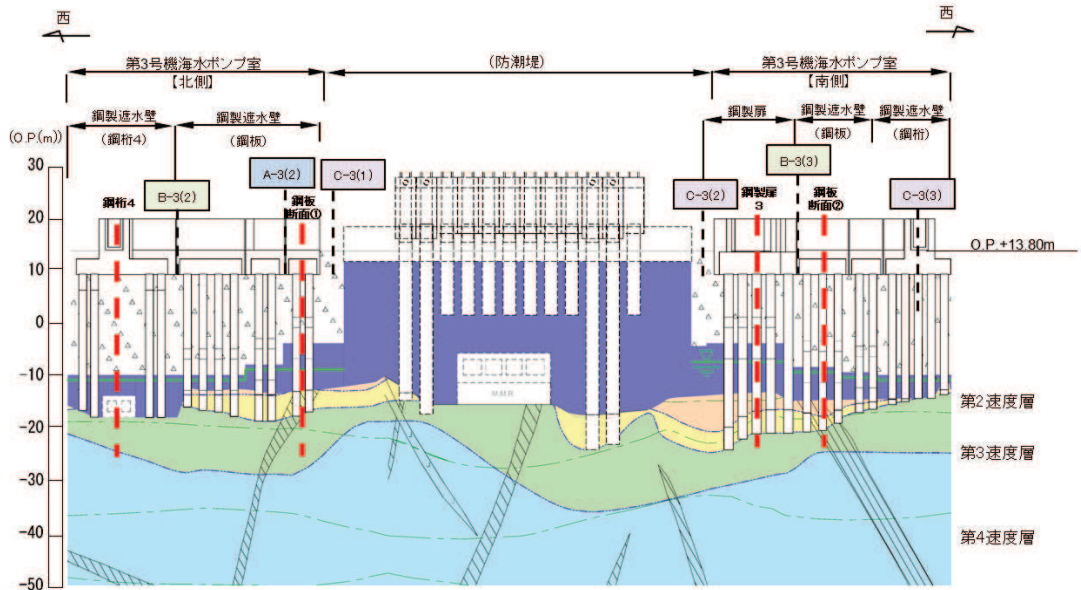 西
西
第3号機海水ポンプ室
【北側】
(防潮堤)
第3号機海水ポンプ室
【南側】
鋼製遮水壁
(鋼桁4)
鋼製遮水壁
(鋼板)
鋼製扉
鋼製遮水壁
(鋼板)
鋼製遮水壁
(鋼桁)
(O.P.(m))
30
20
10
0
-10
-20
-30
-40
-50
鋼桁4
B-3(2)
A-3(2)
鋼板
断面①
C-3(1)
C-3(2)
鋼製扉
3
B-3(3)
鋼板
断面②
C-3(3)
O.P.+13.80m
MMR
第2速度層
第3速度層
第4速度層